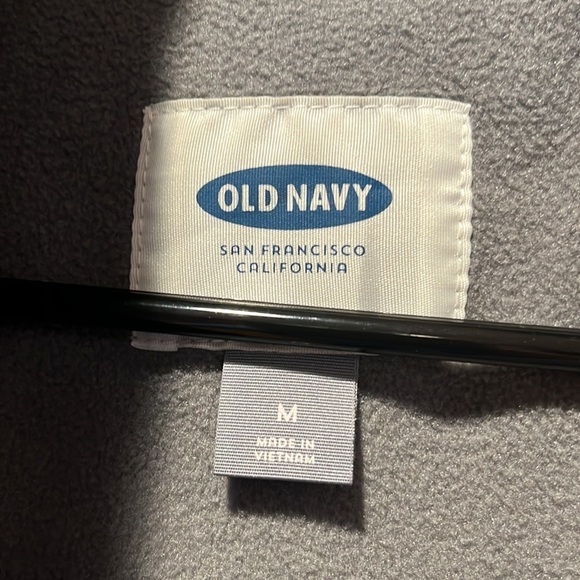 OLD NAVY
SAN FRANCISCO
CALIFORNIA
M
MADE IN
VIETNAM